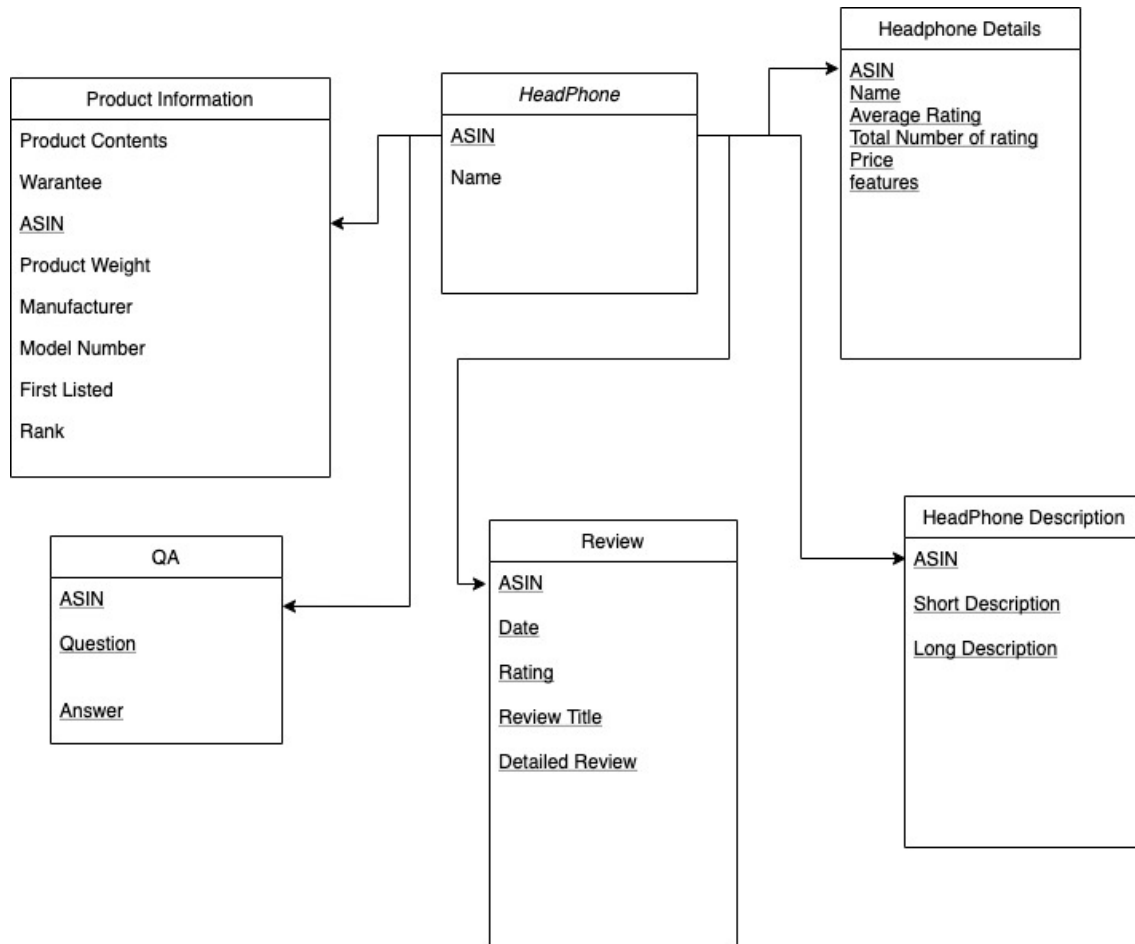 Product Information
Product Contents
Warantee
ASIN
Product Weight
Manufacturer
Model Number
First Listed
Rank
HeadPhone
ASIN
Name
Headphone Details
ASIN
Name
Average Rating
Total Number of rating
Price
features
QA
ASIN
Question
Answer
Review
ASIN
Date
Rating
Review Title
Detailed Review
HeadPhone Description
ASIN
Short Description
Long Description